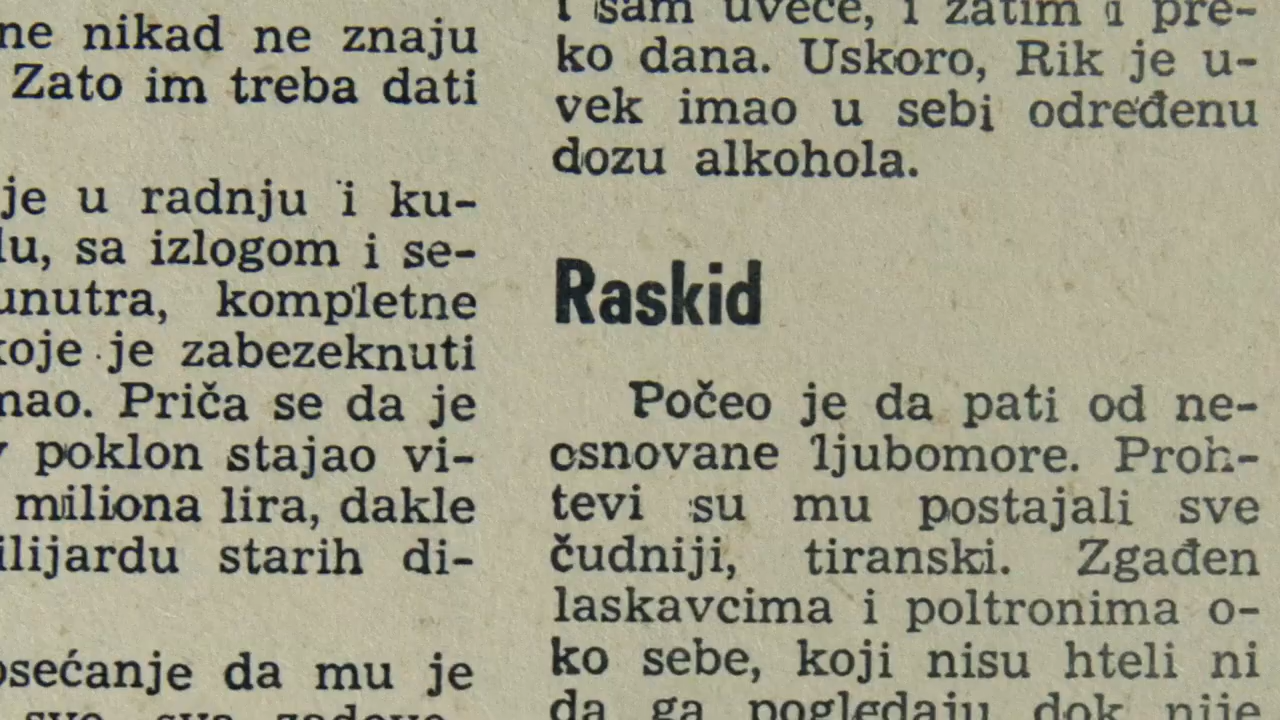 ne nikad ne znaju
Zato im treba dati
je u radnju i ku-
lu, sa izlogom i se-
unutra, kompletne
koje je zabezeknuti
mao. Priča se da je
poklon stajao vi-
miliona lira, dakle
ilijardu starih di-
osećanje da mu je
i sam uveče, i zatim i pre-
ko dana. Uskoro, Rik je u-
vek imao u sebi određenu
dozu alkohola.
Raskid
Počeo je da pati od ne-
osnovane ljubomore. Proh-
tevi su mu postajali sve
čudniji, tiranski. Zgađen
laskavcima i poltronima o-
ko sebe, koji nisu hteli ni
da ga pogledaju dok nije